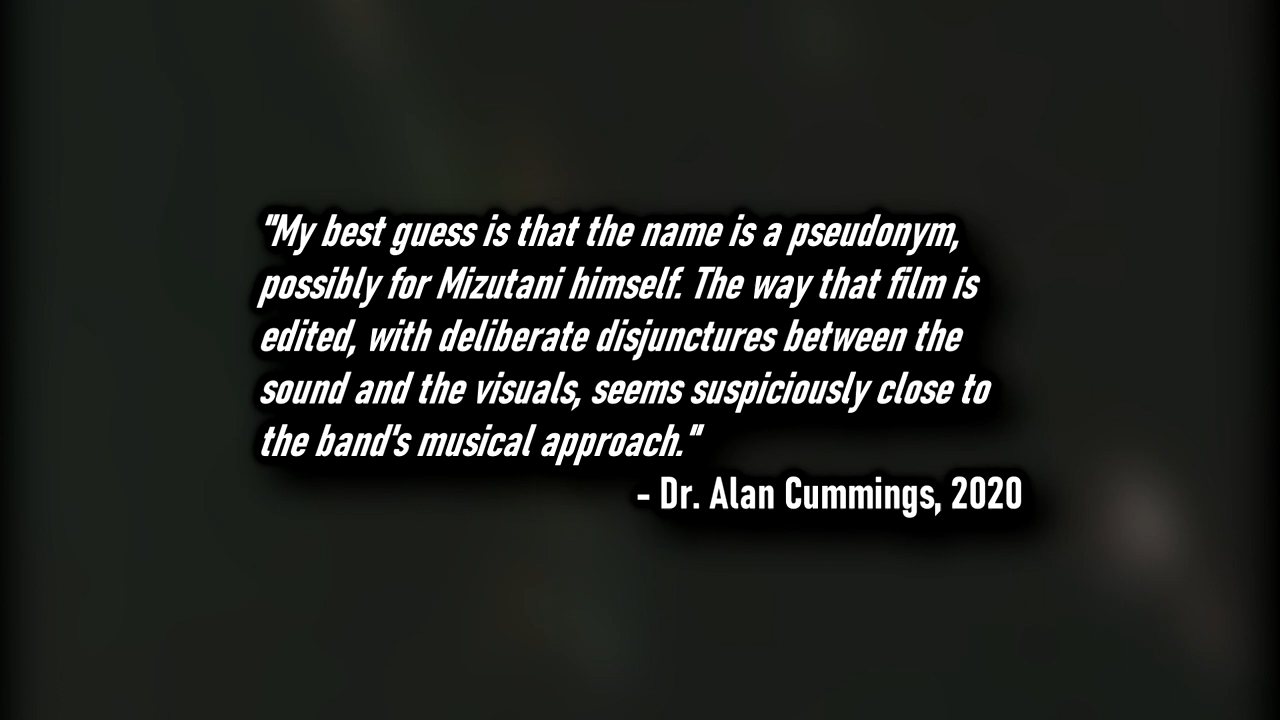 "My best guess is that the name is a pseudonym,
possibly for Mizutani himself. The way that film is
edited, with deliberate disjunctures between the
sound and the visuals, seems suspiciously close to
the band's musical approach."
- Dr. Alan Cummings, 2020